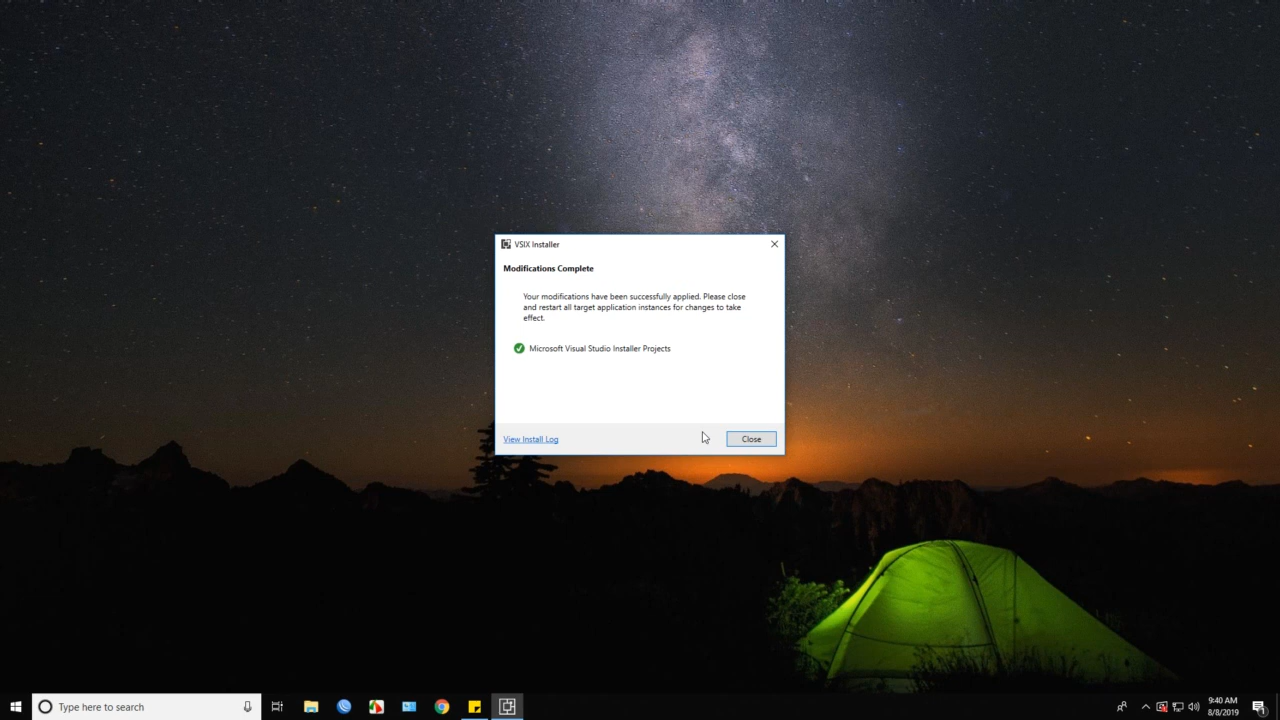 VSIX Installer
Modifications Complete
Your modifications have been successfully applied. Please close
and restart all target application instances for changes to take
effect.
Microsoft Visual Studio Installer Projects
View Install Log
Close
Type here to search
9:40 AM
8/8/2019
1